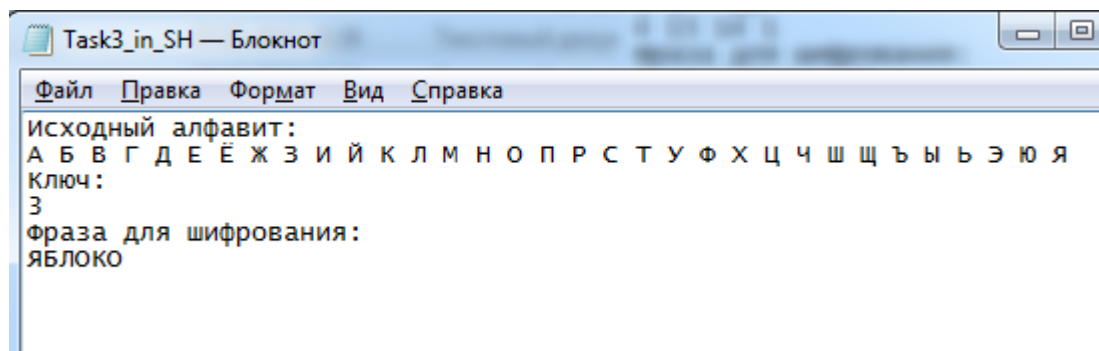 Task3_in_SH — Блокнот
Файл Правка Формат Вид Справка
Исходный алфавит:
А Б В Г Д Е Ё Ж З И Й К Л М Н О П Р С Т У Ф Х Ц Ч Ш Щ Ъ Ы Ь Э Ю Я
Ключ:
3
Фраза для шифрования:
ЯБЛОКО